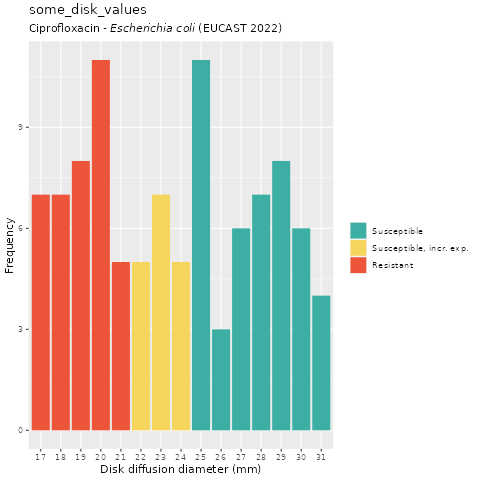 some_disk_values
Ciprofloxacin - Escherichia coli (EUCAST 2022)
Frequency
9
6
3
0
17 18 19 20 21 22 23 24 25 26 27 28 29 30 31
Disk diffusion diameter (mm)
Susceptible
Susceptible, incr. exp.
Resistant